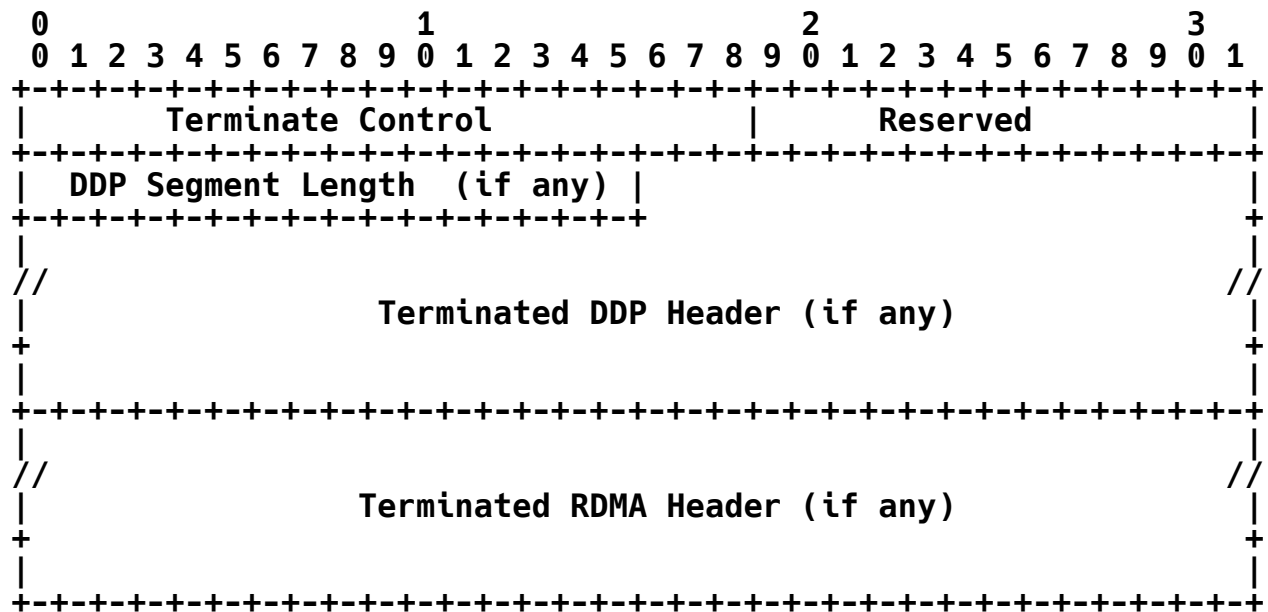 0                   1                   2                   3
 0 1 2 3 4 5 6 7 8 9 0 1 2 3 4 5 6 7 8 9 0 1 2 3 4 5 6 7 8 9 0 1
+-+-+-+-+-+-+-+-+-+-+-+-+-+-+-+-+-+-+-+-+-+-+-+-+-+-+-+-+-+-+-+-+
|       Terminate Control             |      Reserved           |
+-+-+-+-+-+-+-+-+-+-+-+-+-+-+-+-+-+-+-+-+-+-+-+-+-+-+-+-+-+-+-+-+
|  DDP Segment Length  (if any) |                               |
+-+-+-+-+-+-+-+-+-+-+-+-+-+-+-+-+                               +
|                                                               |
//                                                             //
|                  Terminated DDP Header (if any)               |
+                                                               +
|                                                               |
+-+-+-+-+-+-+-+-+-+-+-+-+-+-+-+-+-+-+-+-+-+-+-+-+-+-+-+-+-+-+-+-+
|                                                               |
//                                                             //
|                 Terminated RDMA Header (if any)               |
+                                                               +
|                                                               |
+-+-+-+-+-+-+-+-+-+-+-+-+-+-+-+-+-+-+-+-+-+-+-+-+-+-+-+-+-+-+-+-+